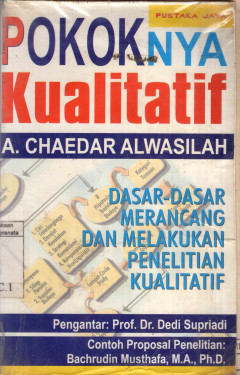 PUSTAKA JAYA
POKOKNYA
Kualitatif
A. CHAEDAR ALWASILAH
DASAR-DASAR
MERANCANG
DAN MELAKUKAN
PENELITIAN
KUALITATIF
Pengantar: Prof. Dr. Dedi Supriadi
Contoh Proposal Penelitian:
Bachrudin Musthafa, M.A., Ph.D.